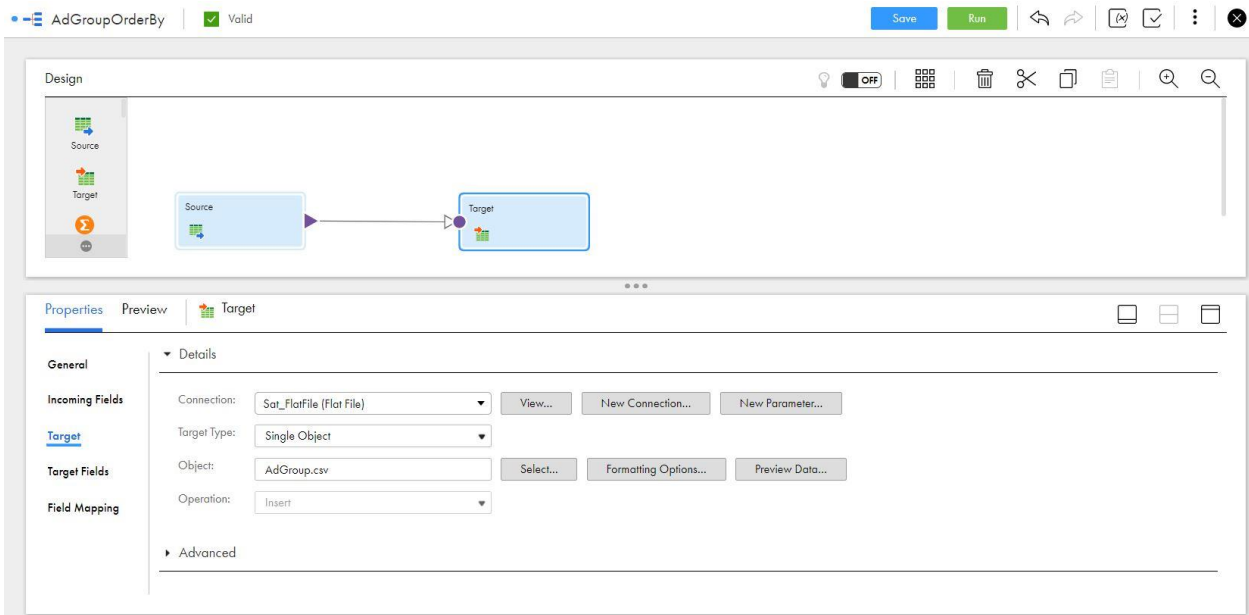 AdGroupOrderBy Valid Save Run (x)
Design OFF
Source
Target
Source Target
Properties Preview Target
General
Incoming Fields
Target
Target Fields
Field Mapping
Details
Connection: Sat_FlatFile (Flat File) View... New Connection... New Parameter...
Target Type: Single Object
Object: AdGroup.csv Select... Formatting Options... Preview Data...
Operation: Insert
Advanced